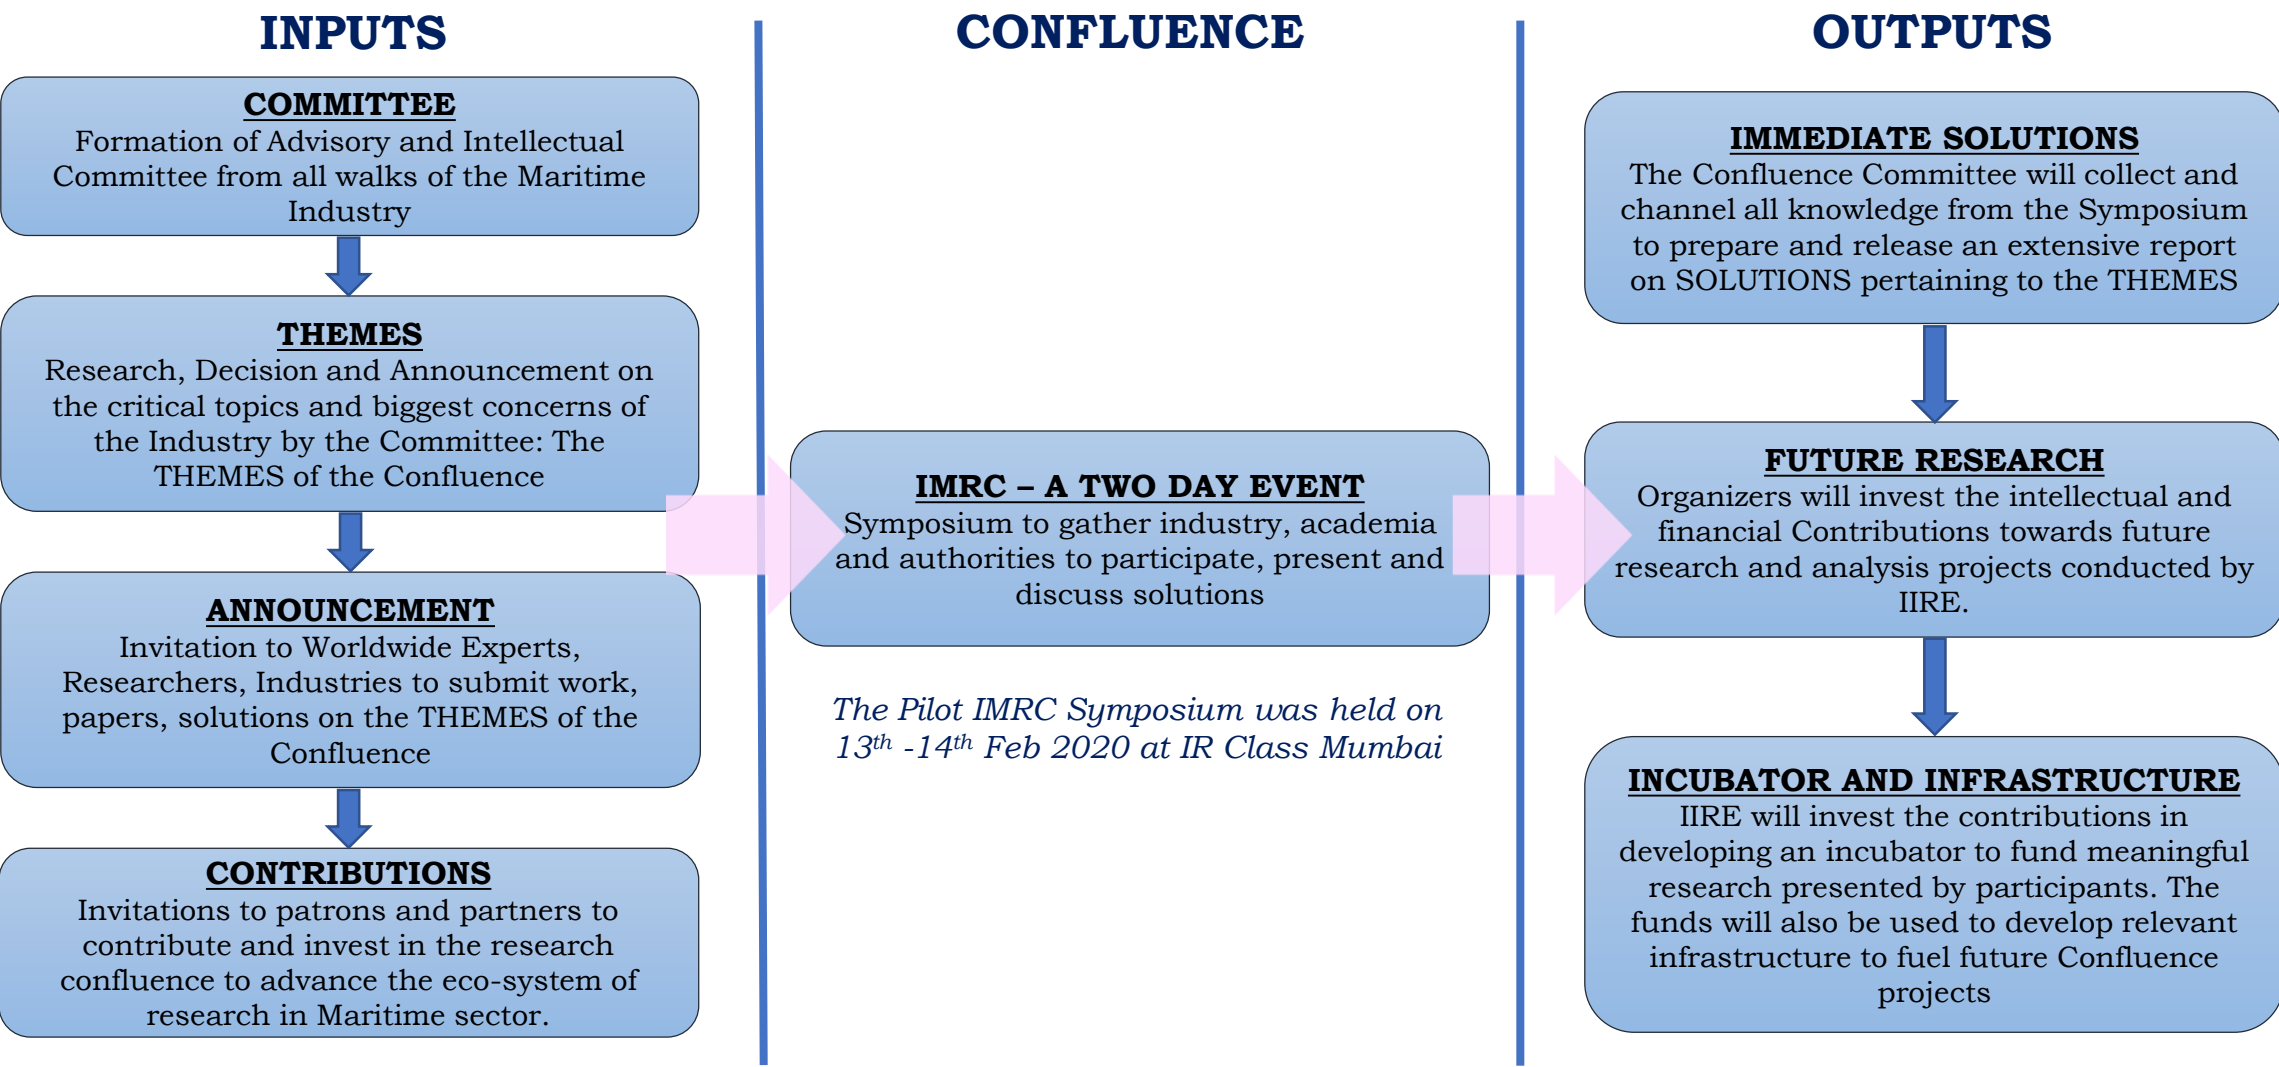 INPUTS
COMMITTEE
Formation of Advisory and Intellectual
Committee from all walks of the Maritime
Industry
THEMES
Research, Decision and Announcement on
the critical topics and biggest concerns of
the Industry by the Committee: The
THEMES of the Confluence
ANNOUNCEMENT
Invitation to Worldwide Experts,
Researchers, Industries to submit work,
papers, solutions on the THEMES of the
Confluence
CONTRIBUTIONS
Invitations to patrons and partners to
contribute and invest in the research
confluence to advance the eco-system of
research in Maritime sector.
CONFLUENCE
IMRC – A TWO DAY EVENT
Symposium to gather industry, academia
and authorities to participate, present and
discuss solutions
The Pilot IMRC Symposium was held on
13th -14th Feb 2020 at IR Class Mumbai
OUTPUTS
IMMEDIATE SOLUTIONS
The Confluence Committee will collect and
channel all knowledge from the Symposium
to prepare and release an extensive report
on SOLUTIONS pertaining to the THEMES
FUTURE RESEARCH
Organizers will invest the intellectual and
financial Contributions towards future
research and analysis projects conducted by
IIRE.
INCUBATOR AND INFRASTRUCTURE
IIRE will invest the contributions in
developing an incubator to fund meaningful
research presented by participants. The
funds will also be used to develop relevant
infrastructure to fuel future Confluence
projects